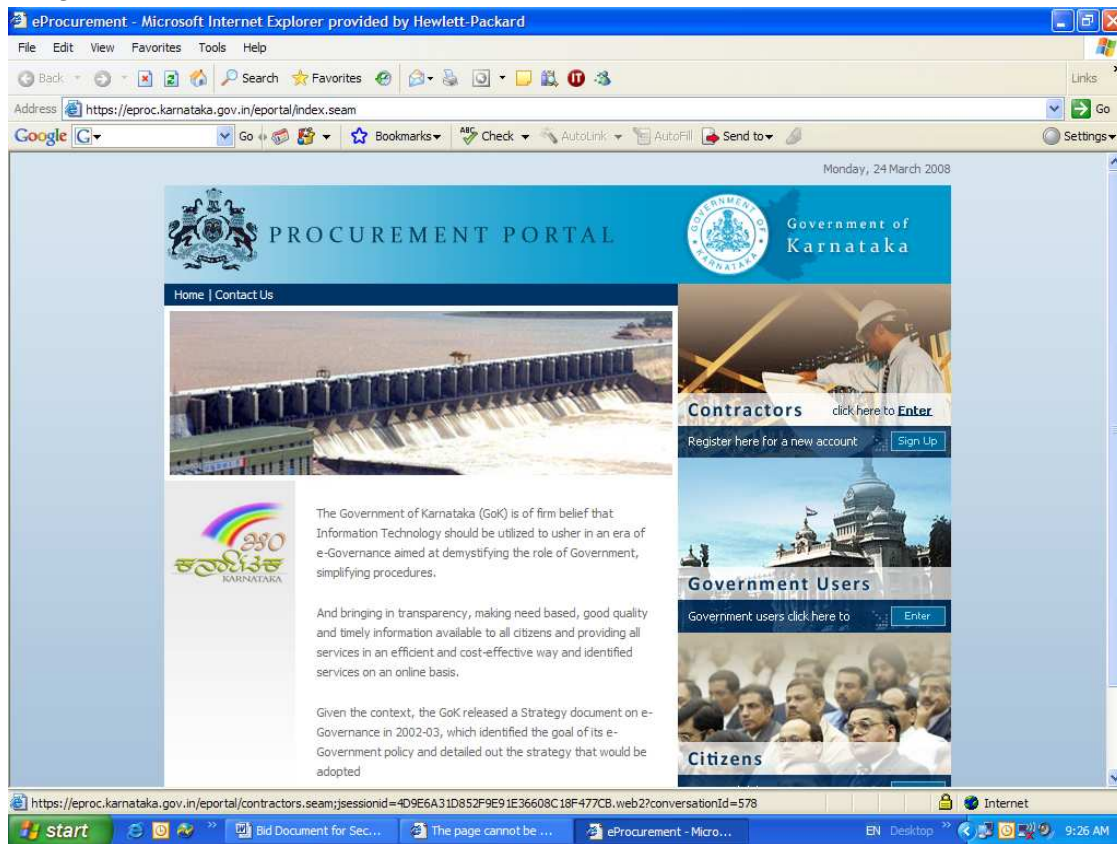 eProcurement - Microsoft Internet Explorer provided by Hewlett-Packard
File Edit View Favorites Tools Help
Back Search Favorites
Links
Address https://eproc.karnataka.gov.in/eportal/index.seam Go
Google G Go Bookmarks Check AutoLink AutoFill Send to Settings
Monday, 24 March 2008
PROCUREMENT PORTAL
GOVERNMENT OF KARNATAKA
Government of
Karnataka
Home | Contact Us
Contractors click here to Enter
Register here for a new account Sign Up
ಕರ್ನಾಟಕ
KARNATAKA
The Government of Karnataka (GoK) is of firm belief that
Information Technology should be utilized to usher in an era of
e-Governance aimed at demystifying the role of Government,
simplifying procedures.
And bringing in transparency, making need based, good quality
and timely information available to all citizens and providing all
services in an efficient and cost-effective way and identified
services on an online basis.
Given the context, the GoK released a Strategy document on e-
Governance in 2002-03, which identified the goal of its e-
Government policy and detailed out the strategy that would be
adopted
Government Users
Government users click here to Enter
Citizens
https://eproc.karnataka.gov.in/eportal/contractors.seam;jsessionid=4D9E6A31D852F9E91E36608C18F477CB.web2?conversationId=578 Internet
start Bid Document for Sec... The page cannot be ... eProcurement - Micro... EN Desktop 9:26 AM